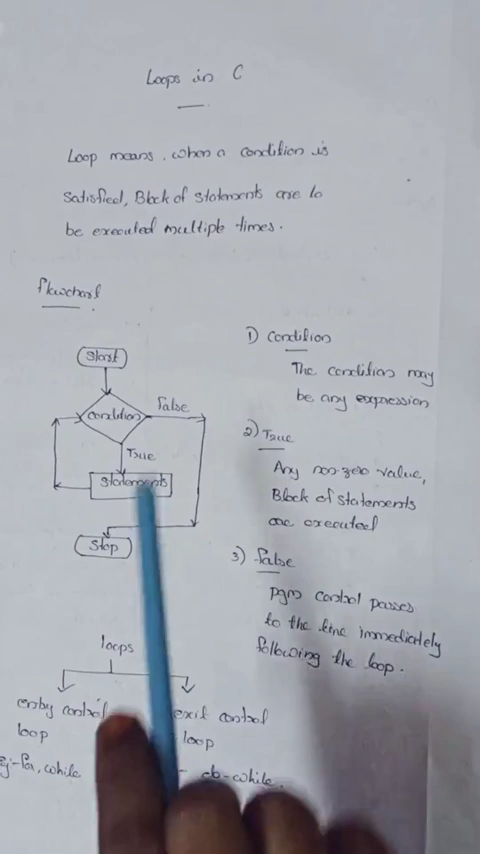 Loops in C
Loop means, when a condition is
satisfied, Block of statements are to
be executed multiple times.
flowchart
Start
condition
False
True
statements
Stop
1) Condition
The condition may
be any expression
2) True
Any non-zero value,
Block of statements
are executed
3) False
pgm control passes
to the line immediately
following the loop.
loops
entry control
loop
Eg-for, while
exit control
loop
- do-while.